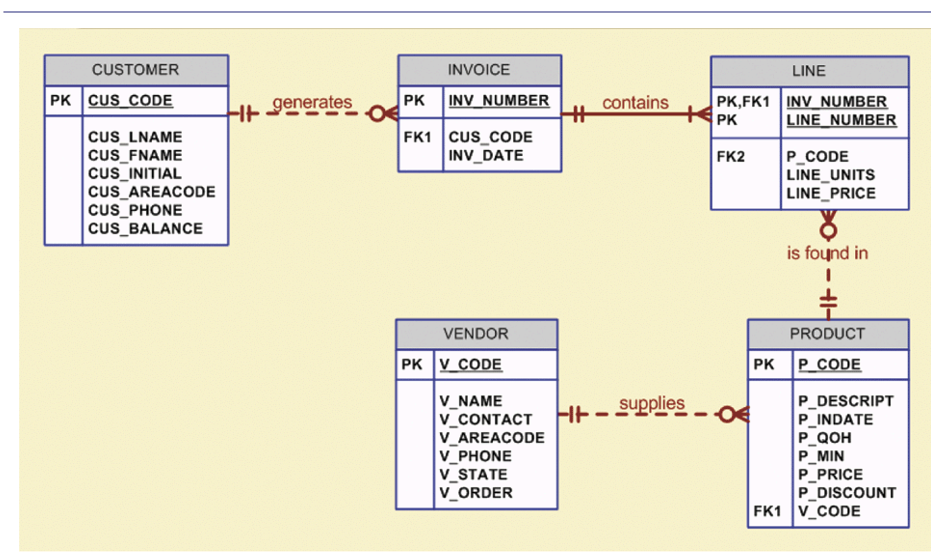 CUSTOMER
PK CUS_CODE
CUS_LNAME
CUS_FNAME
CUS_INITIAL
CUS_AREACODE
CUS_PHONE
CUS_BALANCE
generates
INVOICE
PK INV_NUMBER
FK1 CUS_CODE
INV_DATE
contains
LINE
PK,FK1 INV_NUMBER
PK LINE_NUMBER
FK2 P_CODE
LINE_UNITS
LINE_PRICE
is found in
VENDOR
PK V_CODE
V_NAME
V_CONTACT
V_AREACODE
V_PHONE
V_STATE
V_ORDER
supplies
PRODUCT
PK P_CODE
P_DESCRIPT
P_INDATE
P_QOH
P_MIN
P_PRICE
P_DISCOUNT
FK1 V_CODE